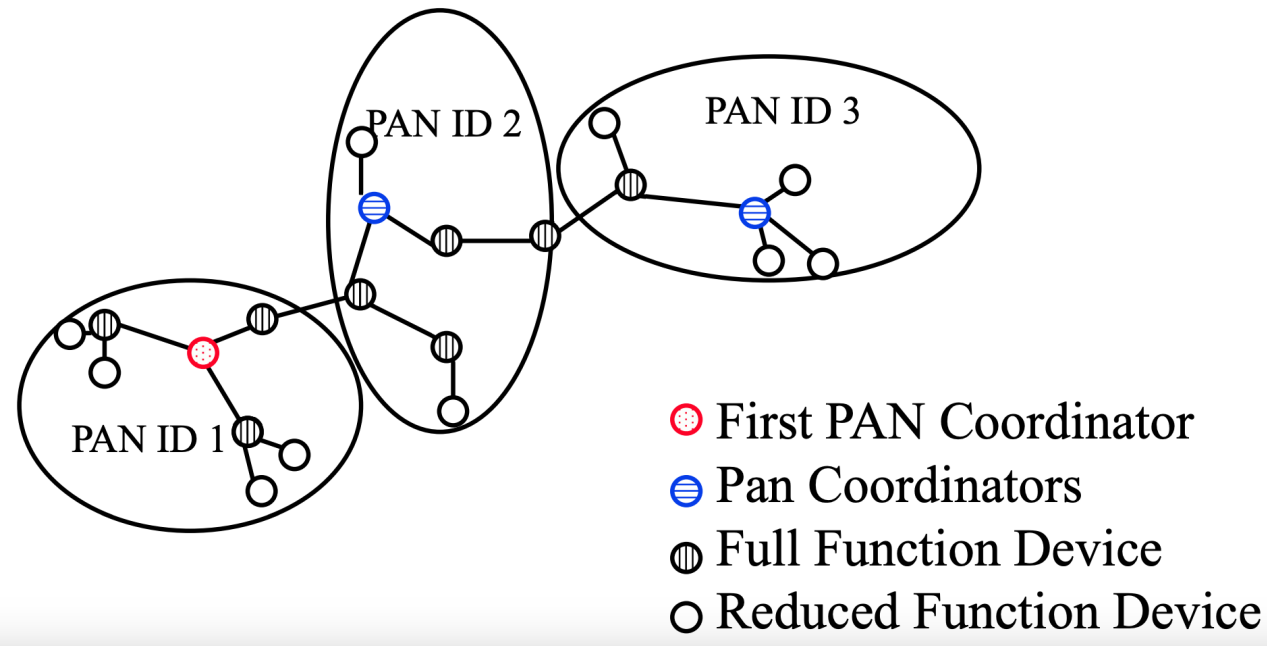 PAN ID 2
PAN ID 3
PAN ID 1
First PAN Coordinator
Pan Coordinators
Full Function Device
Reduced Function Device